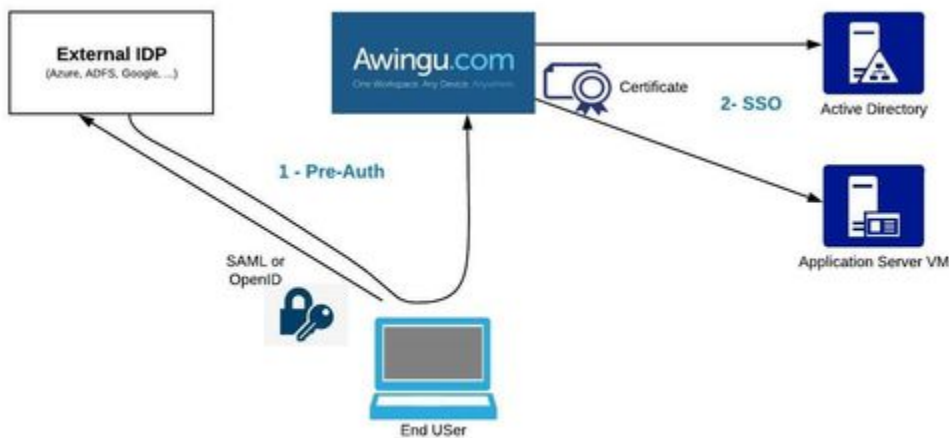 External IDP
(Azure, ADFS, Google, ...)
Awingu.com
One Workspace. Any Device. Anywhere.
Certificate
2- SSO
Active Directory
1 - Pre-Auth
SAML or
OpenID
Application Server VM
End USer